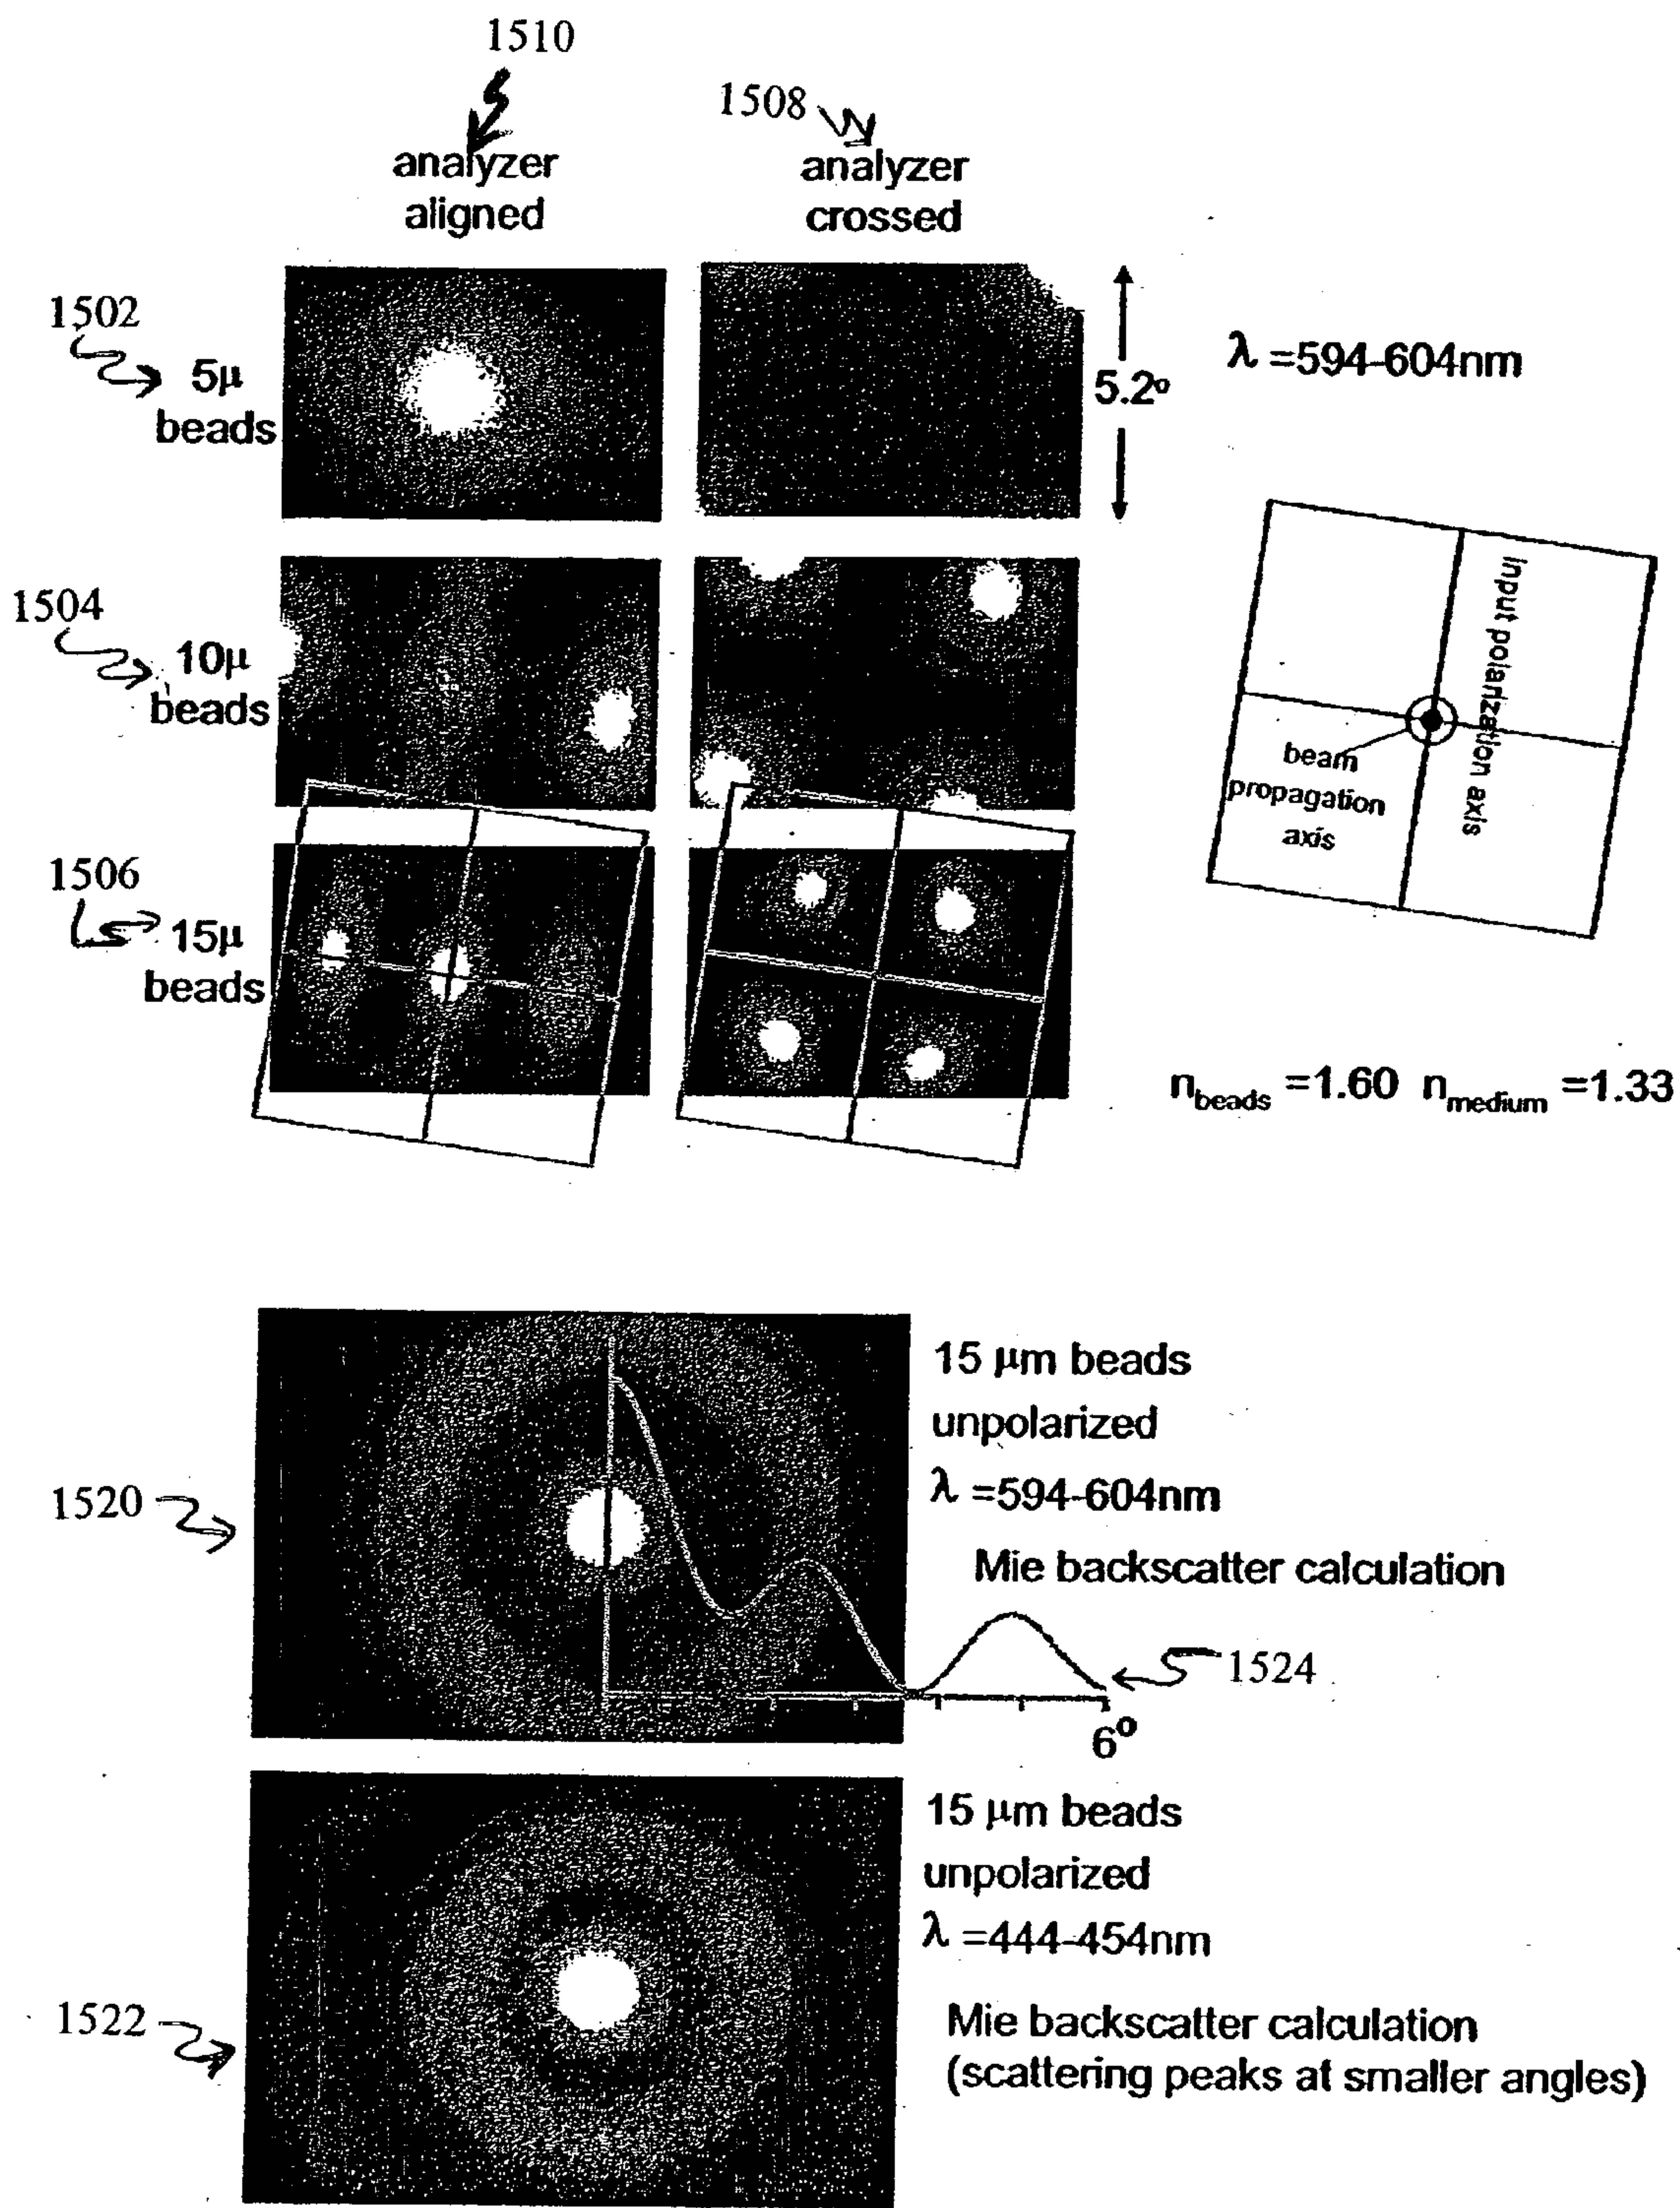 1510
1508
analyzer
aligned
analyzer
crossed
1502
5μ
beads
5.2º
λ =594-604nm
1504
10μ
beads
Input polarization axis
beam
propagation
axis
1506
15μ
beads
n_beads =1.60 n_medium =1.33
15 μm beads
unpolarized
λ =594-604nm
1520
Mie backscatter calculation
1524
6º
15 μm beads
unpolarized
λ =444-454nm
1522
Mie backscatter calculation
(scattering peaks at smaller angles)